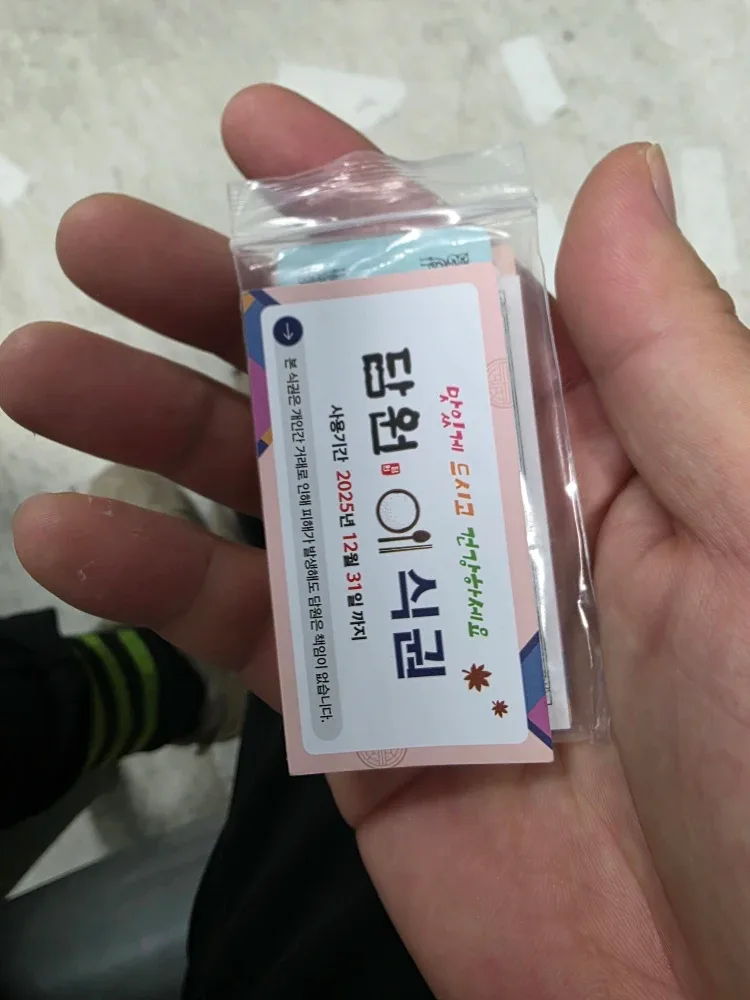 맛있게 드시고 건강하세요
담원 식권
사용기간 2025년 12월 31일 까지
본 식권은 개인간 거래로 인해 피해가 발생해도 담원은 책임이 없습니다.